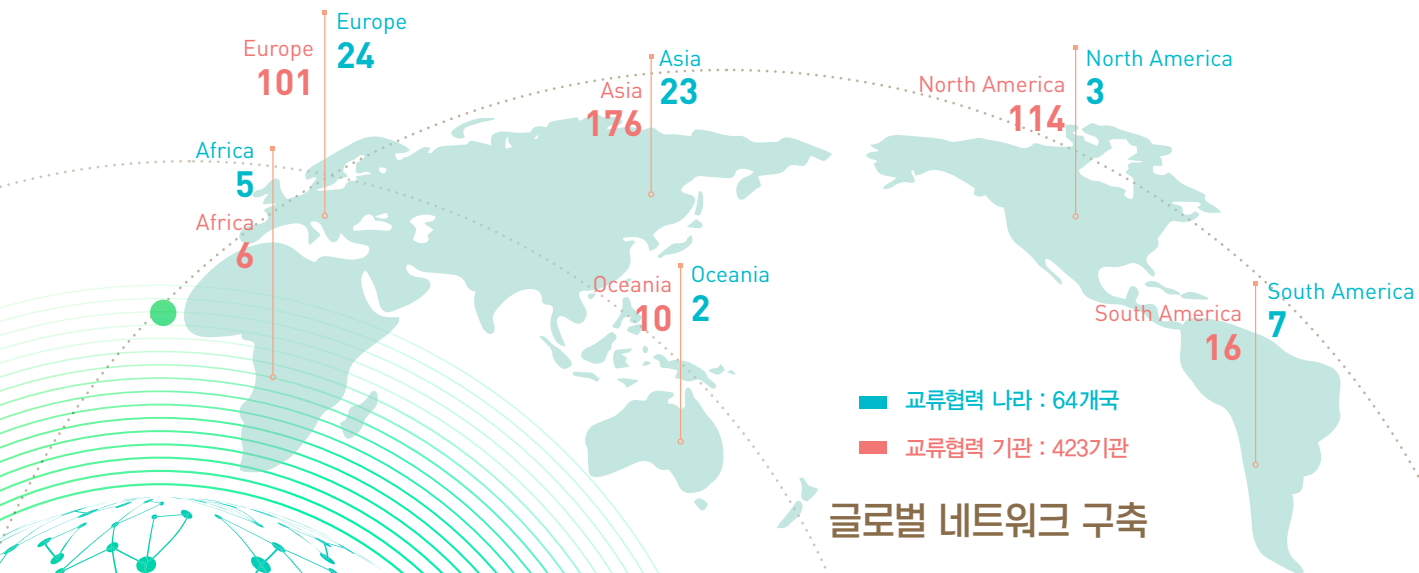 Europe
24
Europe
101
Asia
23
Asia
176
North America
3
North America
114
Africa
5
Africa
6
Oceania
2
Oceania
10
South America
7
South America
16
교류협력 나라 : 64개국
교류협력 기관 : 423기관
글로벌 네트워크 구축